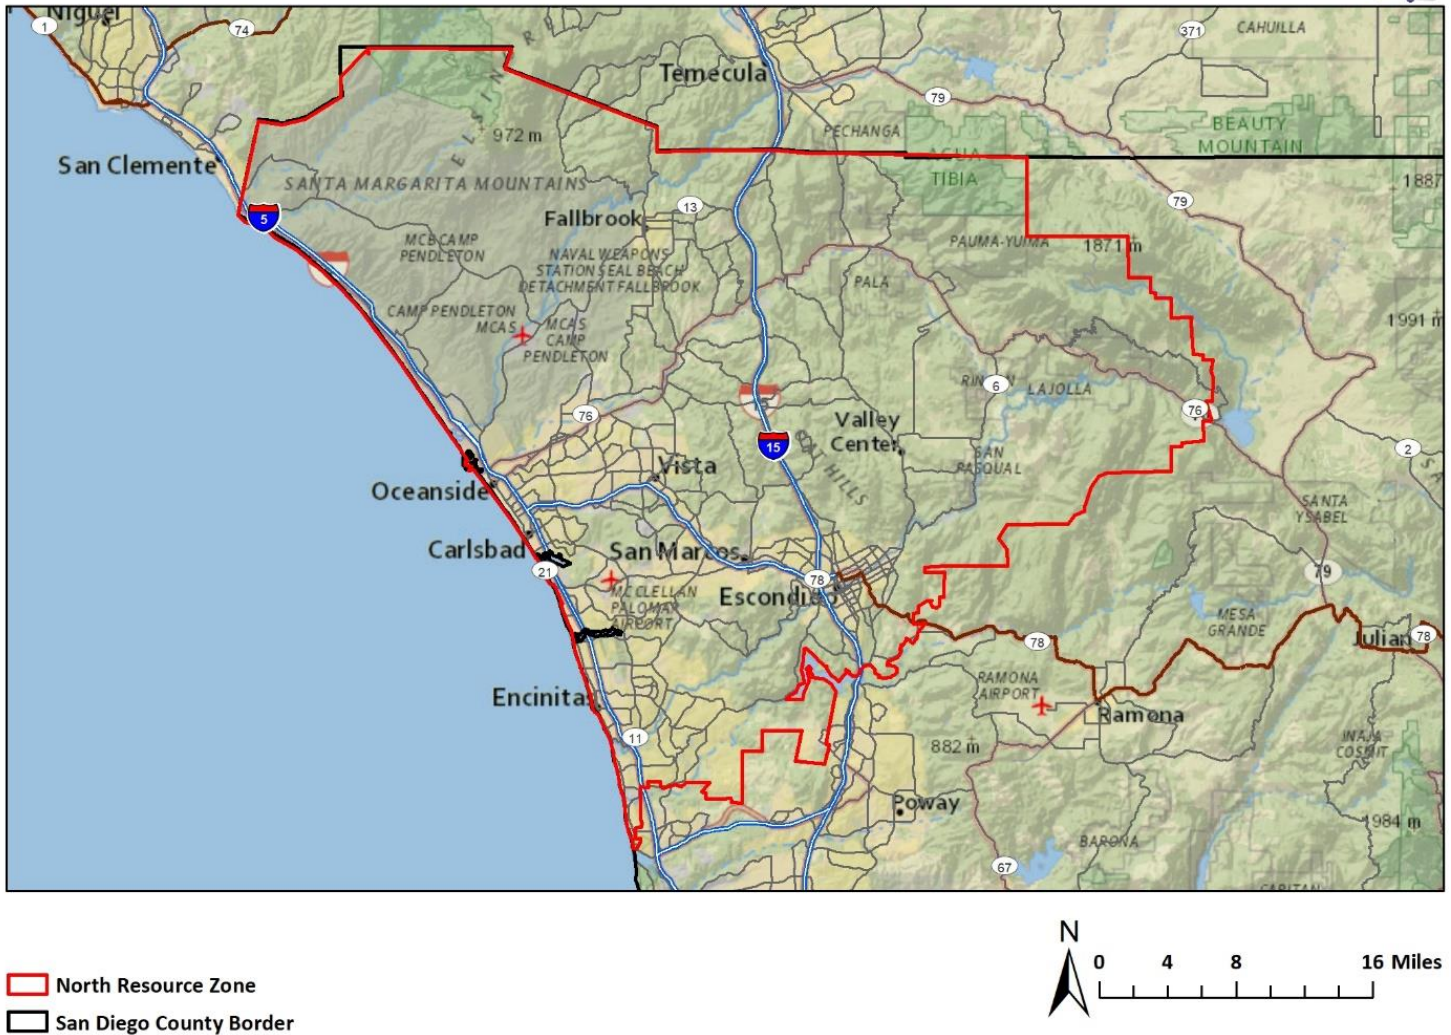 Niguel
1
74
371
CAHUILLA
Temecula
79
972 m
PECHANGA
BEAUTY
MOUNTAIN
San Clemente
AGUA
TIBIA
1887
SANTA MARGARITA MOUNTAINS
79
5
Fallbrook
13
MCB CAMP
PENDLETON
PAUMA-YUIMA
1871 m
NAVAL WEAPONS
STATION SEAL BEACH
DETACHMENT FALLBROOK
PALA
CAMP PENDLETON
MCAS
MCAS
CAMP
PENDLETON
1991 m
RINCON
6
LA JOLLA
76
76
Valley
Center
15
2
SAN
PASQUAL
Vista
Oceanside
SANTA
YSABEL
Carlsbad
San Marcos
21
78
79
MCCLELLAN
PALOMAR
AIRPORT
Escondido
MESA
GRANDE
78
Julian
78
Encinitas
RAMONA
AIRPORT
Ramona
11
882 m
INAJA
COSMIT
Poway
1984 m
BARONA
67
CAPITAN
N
0 4 8 16 Miles
North Resource Zone
San Diego County Border